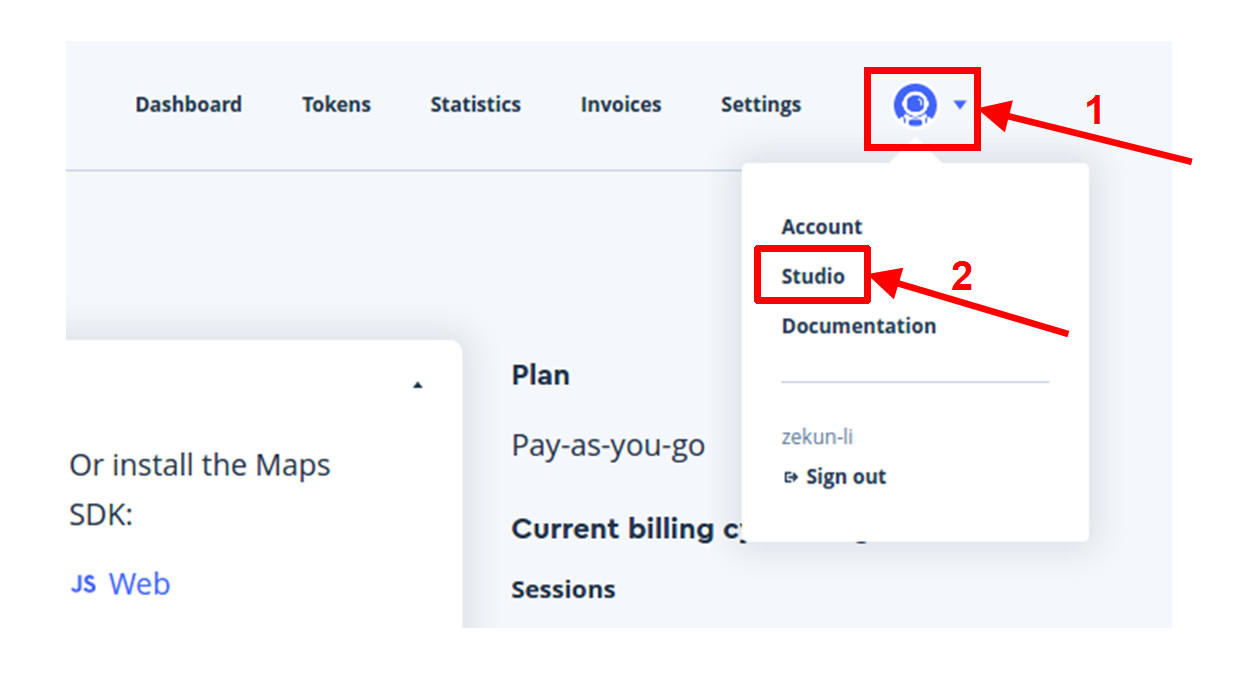 Dashboard Tokens Statistics Invoices Settings
1
Account
Studio
2
Documentation
zekun-li
Sign out
Or install the Maps
SDK:
JS Web
Plan
Pay-as-you-go
Current billing
Sessions